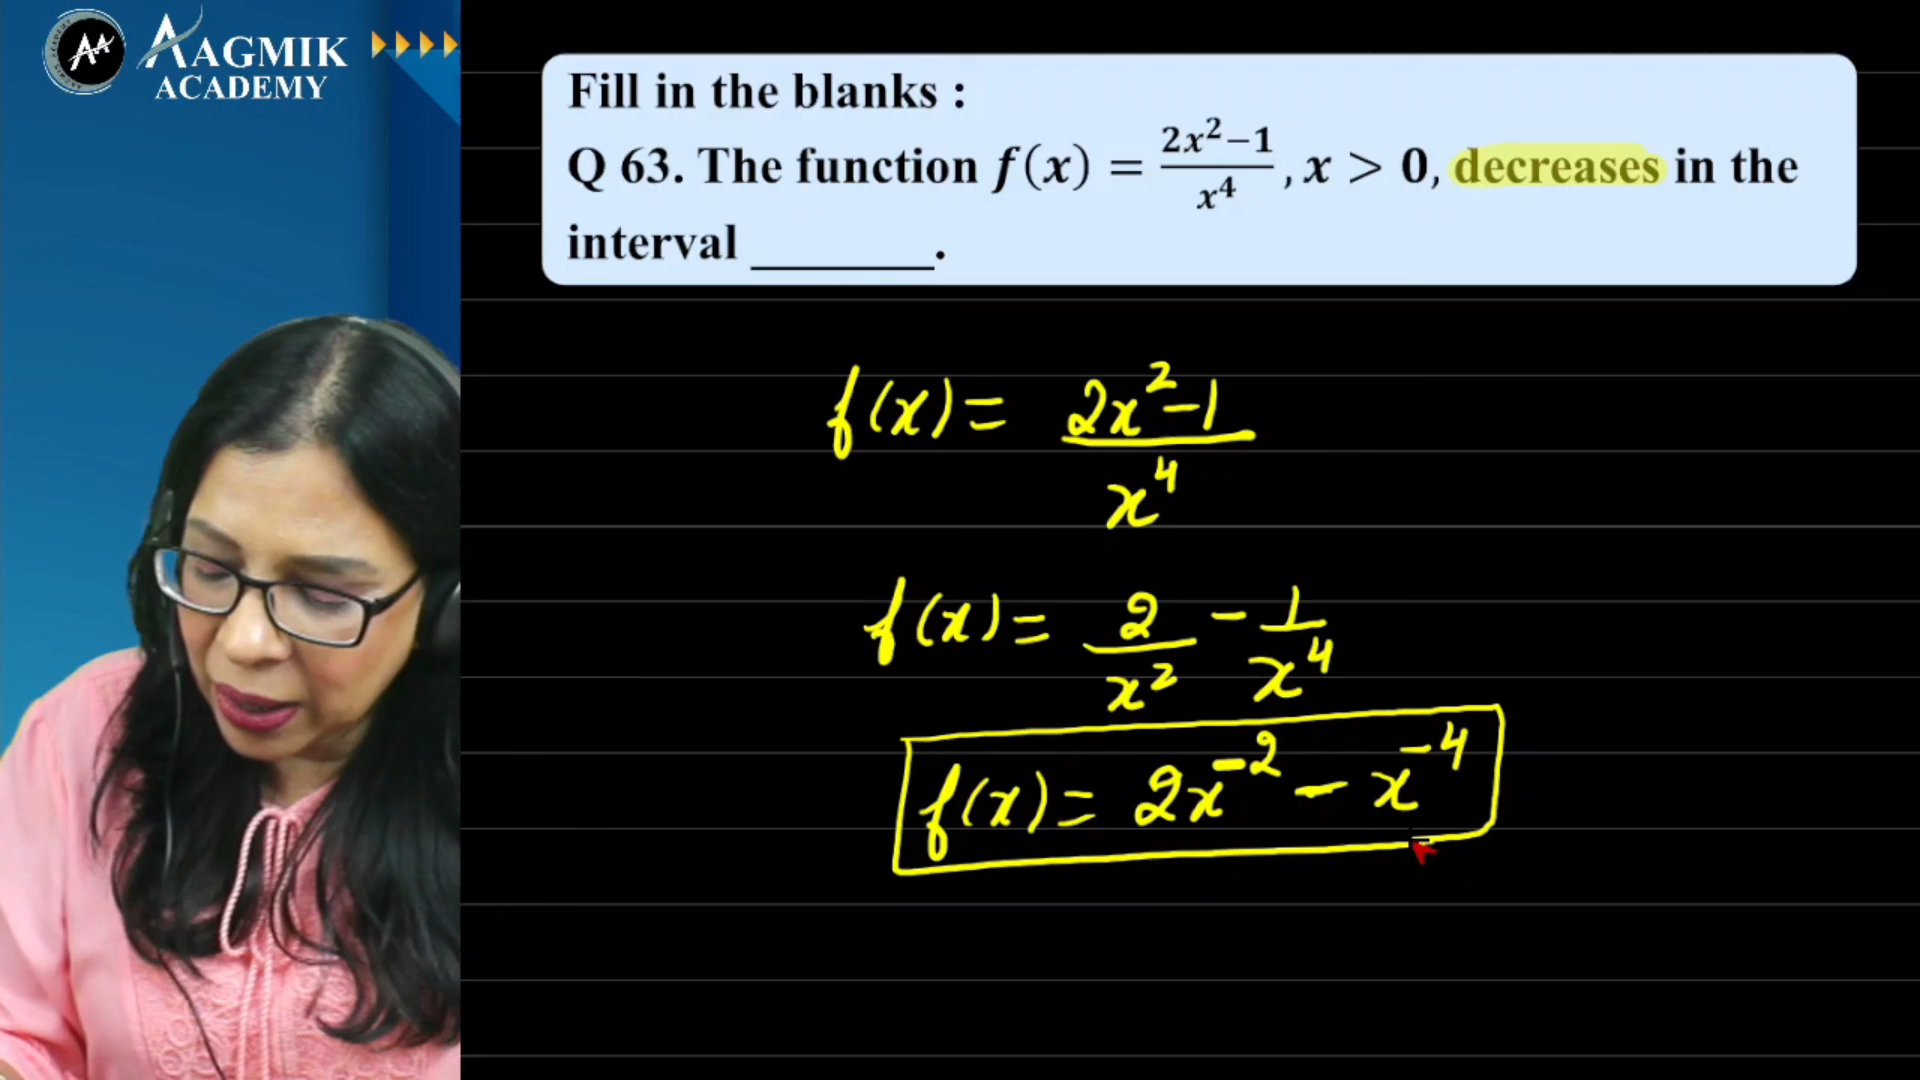 AAGMIK
ACADEMY
Fill in the blanks :
Q 63. The function f(x) = (2x²−1)/x⁴, x > 0, decreases in the
interval _______.
f(x) = (2x²−1)/x⁴
f(x) = 2/x² − 1/x⁴
f(x) = 2x⁻² − x⁻⁴